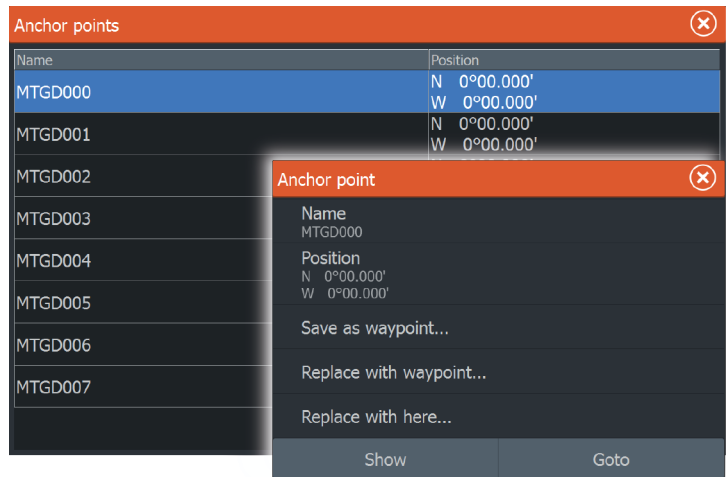 Anchor points
Name Position
MTGD000
N 0°00.000'
W 0°00.000'
MTGD001
N 0°00.000'
W 0°00.000'
MTGD002
MTGD003
MTGD004
MTGD005
MTGD006
MTGD007
Anchor point
Name
MTGD000
Position
N 0°00.000'
W 0°00.000'
Save as waypoint...
Replace with waypoint...
Replace with here...
Show Goto